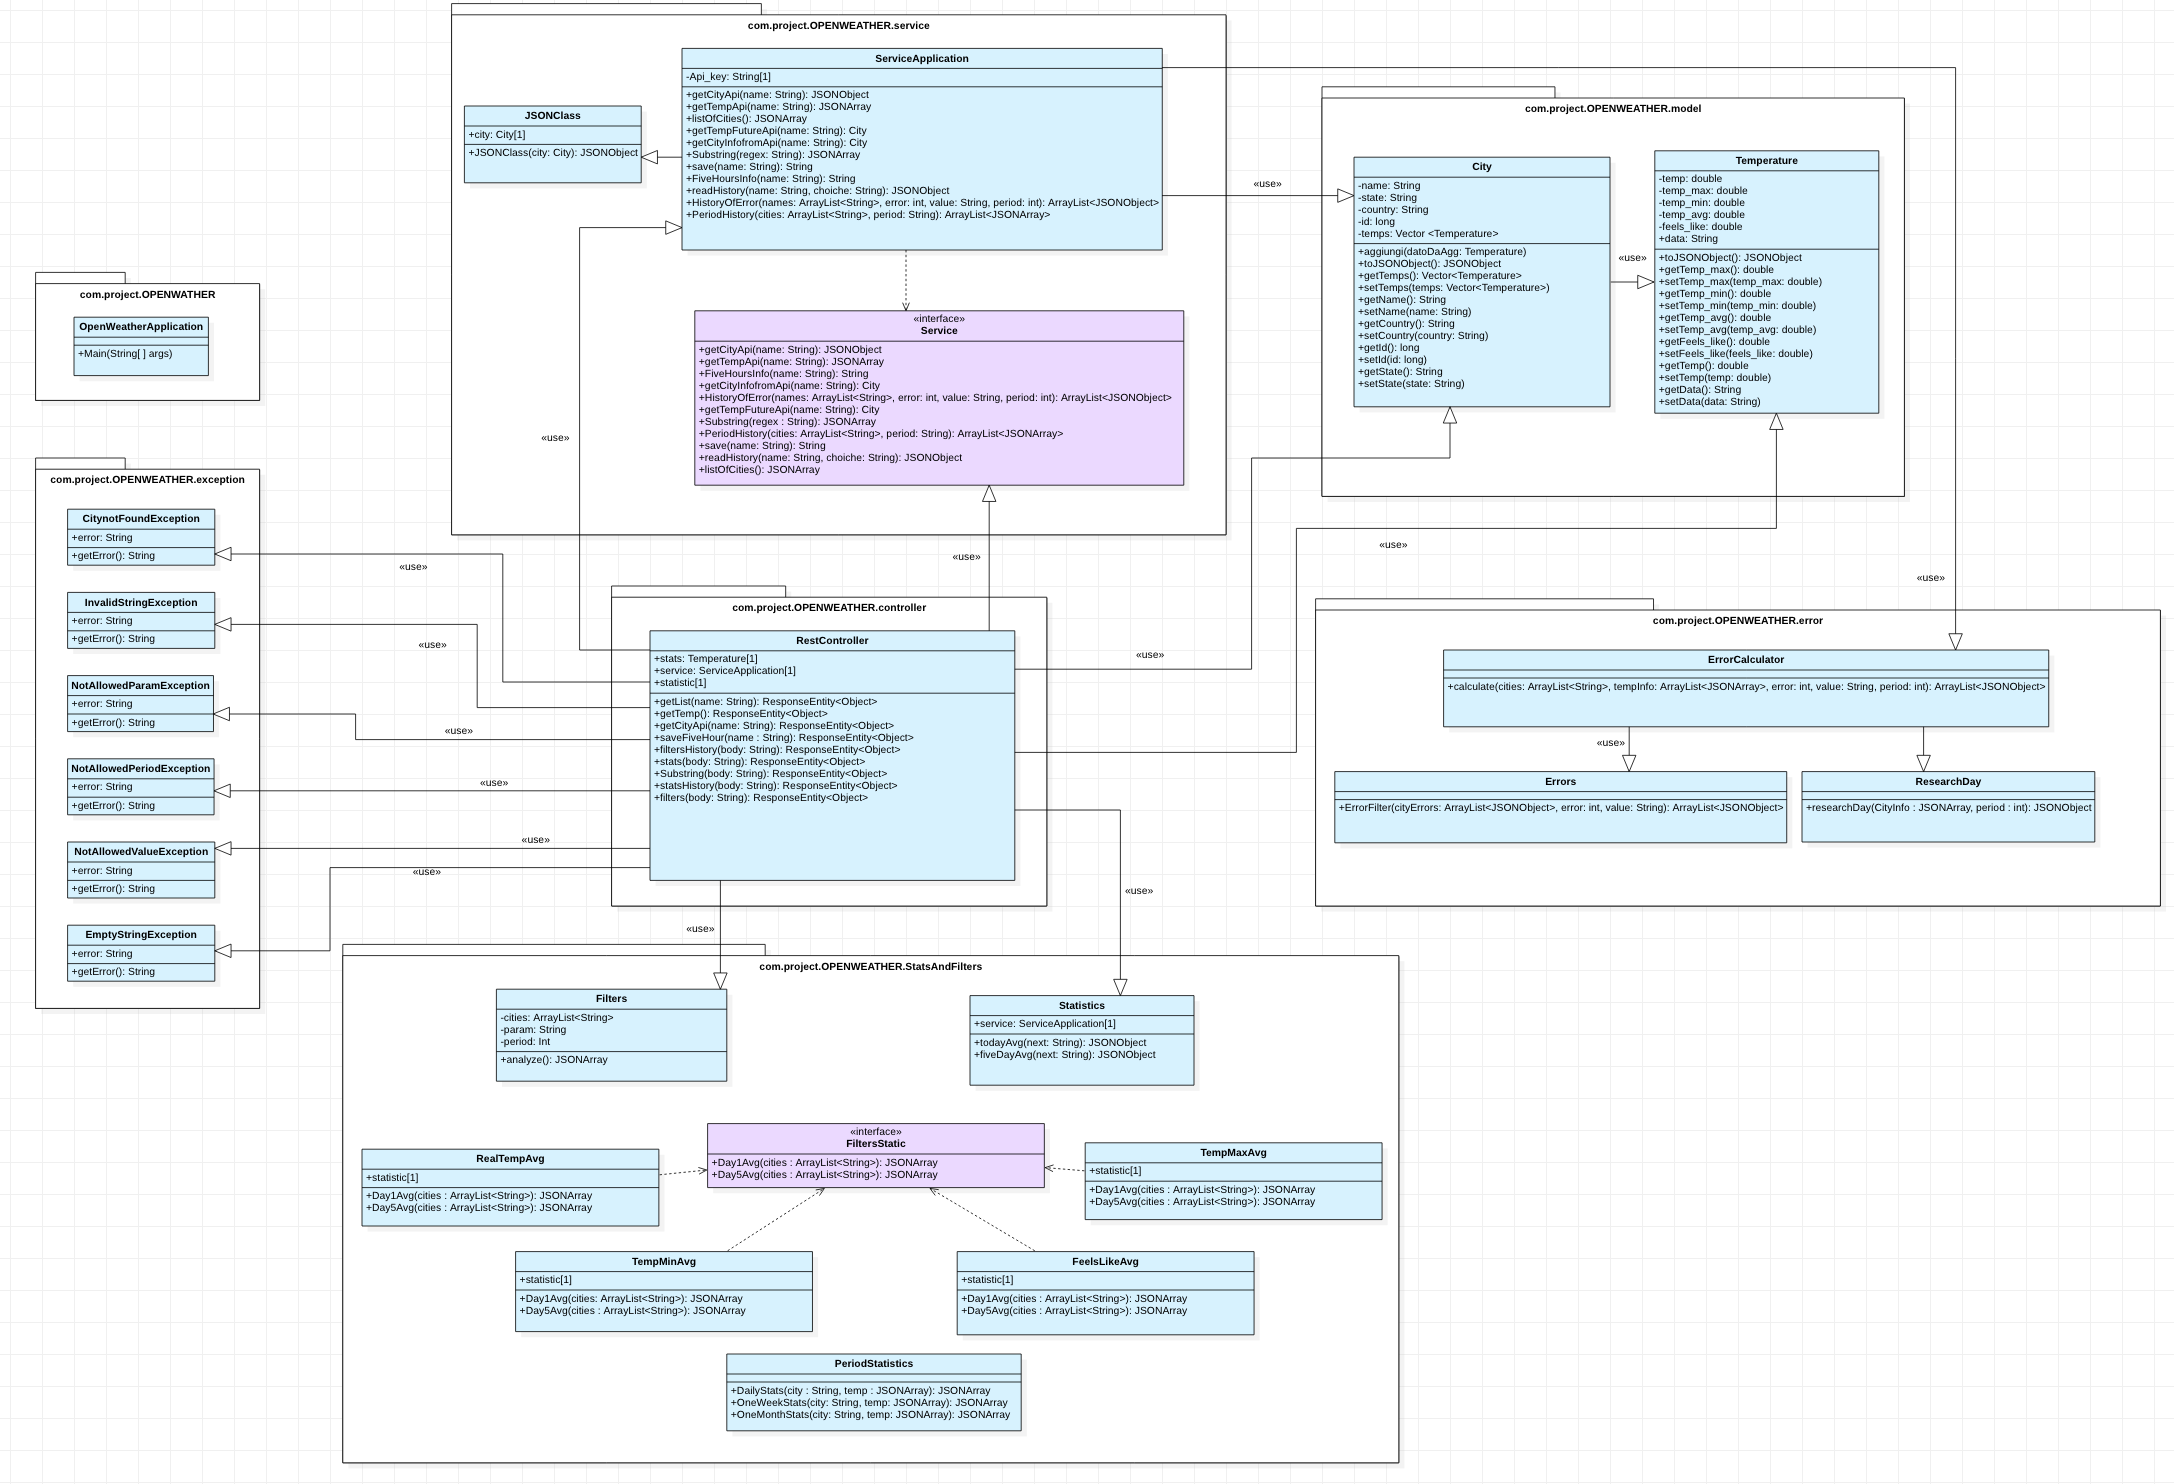 com.project.OPENWEATHER.service
ServiceApplication
-Api_key: String[1]
+getCityApi(name: String): JSONObject
+getTempApi(name: String): JSONArray
+listOfCities(): JSONArray
+getTempFutureApi(name: String): City
+getCityInfofromApi(name: String): City
+Substring(regex: String): JSONArray
+save(name: String): String
+FiveHoursInfo(name: String): String
+readHistory(name: String, choiche: String): JSONObject
+HistoryOfError(names: ArrayList<String>, error: int, value: String, period: int): ArrayList<JSONObject>
+PeriodHistory(cities: ArrayList<String>, period: String): ArrayList<JSONArray>
JSONClass
+city: City[1]
+JSONClass(city: City): JSONObject
«interface»
Service
+getCityApi(name: String): JSONObject
+getTempApi(name: String): JSONArray
+FiveHoursInfo(name: String): String
+getCityInfofromApi(name: String): City
+HistoryOfError(names: ArrayList<String>, error: int, value: String, period: int): ArrayList<JSONObject>
+getTempFutureApi(name: String): City
+Substring(regex : String): JSONArray
+PeriodHistory(cities: ArrayList<String>, period: String): ArrayList<JSONArray>
+save(name: String): String
+readHistory(name: String, choiche: String): JSONObject
+listOfCities(): JSONArray
«use»
«use»
«use»
com.project.OPENWEATHER.model
City
-name: String
-state: String
-country: String
-id: long
-temps: Vector <Temperature>
+aggiungi(datoDaAgg: Temperature)
+toJSONObject(): JSONObject
+getTemps(): Vector<Temperature>
+setTemps(temps: Vector<Temperature>)
+getName(): String
+setName(name: String)
+getCountry(): String
+setCountry(country: String)
+getId(): long
+setId(id: long)
+getState(): String
+setState(state: String)
«use»
Temperature
-temp: double
-temp_max: double
-temp_min: double
-temp_avg: double
-feels_like: double
+data: String
+toJSONObject(): JSONObject
+getTemp_max(): double
+setTemp_max(temp_max: double)
+getTemp_min(): double
+setTemp_min(temp_min: double)
+getTemp_avg(): double
+setTemp_avg(temp_avg: double)
+getFeels_like(): double
+setFeels_like(feels_like: double)
+getTemp(): double
+setTemp(temp: double)
+getData(): String
+setData(data: String)
com.project.OPENWATHER
OpenWeatherApplication
+Main(String[ ] args)
com.project.OPENWEATHER.exception
CitynotFoundException
+error: String
+getError(): String
InvalidStringException
+error: String
+getError(): String
NotAllowedParamException
+error: String
+getError(): String
NotAllowedPeriodException
+error: String
+getError(): String
NotAllowedValueException
+error: String
+getError(): String
EmptyStringException
+error: String
+getError(): String
«use»
«use»
«use»
«use»
«use»
«use»
com.project.OPENWEATHER.controller
RestController
+stats: Temperature[1]
+service: ServiceApplication[1]
+statistic[1]
+getList(name: String): ResponseEntity<Object>
+getTemp(): ResponseEntity<Object>
+getCityApi(name: String): ResponseEntity<Object>
+saveFiveHour(name : String): ResponseEntity<Object>
+filtersHistory(body: String): ResponseEntity<Object>
+stats(body: String): ResponseEntity<Object>
+Substring(body: String): ResponseEntity<Object>
+statsHistory(body: String): ResponseEntity<Object>
+filters(body: String): ResponseEntity<Object>
«use»
«use»
«use»
«use»
«use»
com.project.OPENWEATHER.error
ErrorCalculator
+calculate(cities: ArrayList<String>, tempInfo: ArrayList<JSONArray>, error: int, value: String, period: int): ArrayList<JSONObject>
«use»
Errors
+ErrorFilter(cityErrors: ArrayList<JSONObject>, error: int, value: String): ArrayList<JSONObject>
ResearchDay
+researchDay(CityInfo : JSONArray, period : int): JSONObject
com.project.OPENWEATHER.StatsAndFilters
Filters
-cities: ArrayList<String>
-param: String
-period: Int
+analyze(): JSONArray
Statistics
+service: ServiceApplication[1]
+todayAvg(next: String): JSONObject
+fiveDayAvg(next: String): JSONObject
«interface»
FiltersStatic
+Day1Avg(cities : ArrayList<String>): JSONArray
+Day5Avg(cities : ArrayList<String>): JSONArray
RealTempAvg
+statistic[1]
+Day1Avg(cities : ArrayList<String>): JSONArray
+Day5Avg(cities : ArrayList<String>): JSONArray
TempMaxAvg
+statistic[1]
+Day1Avg(cities : ArrayList<String>): JSONArray
+Day5Avg(cities : ArrayList<String>): JSONArray
TempMinAvg
+statistic[1]
+Day1Avg(cities: ArrayList<String>): JSONArray
+Day5Avg(cities : ArrayList<String>): JSONArray
FeelsLikeAvg
+statistic[1]
+Day1Avg(cities : ArrayList<String>): JSONArray
+Day5Avg(cities : ArrayList<String>): JSONArray
PeriodStatistics
+DailyStats(city : String, temp : JSONArray): JSONArray
+OneWeekStats(city: String, temp: JSONArray): JSONArray
+OneMonthStats(city: String, temp: JSONArray): JSONArray